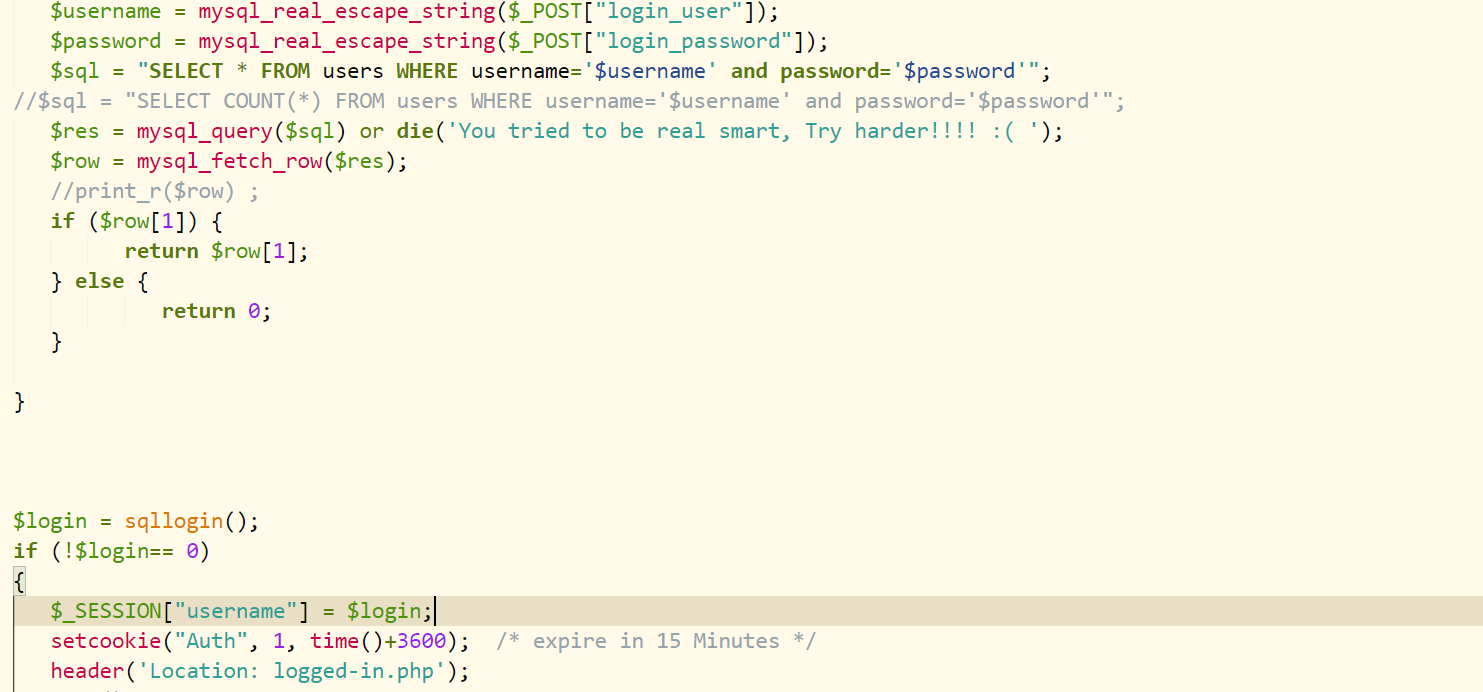 $username = mysql_real_escape_string($_POST["login_user"]);
$password = mysql_real_escape_string($_POST["login_password"]);
$sql = "SELECT * FROM users WHERE username='$username' and password='$password'";
//$sql = "SELECT COUNT(*) FROM users WHERE username='$username' and password='$password'";
$res = mysql_query($sql) or die('You tried to be real smart, Try harder!!!! :( ');
$row = mysql_fetch_row($res);
//print_r($row) ;
if ($row[1]) {
return $row[1];
} else {
return 0;
}
}
$login = sqllogin();
if (!$login== 0)
{
$_SESSION["username"] = $login;
setcookie("Auth", 1, time()+3600);  /* expire in 15 Minutes */
header('Location: logged-in.php');